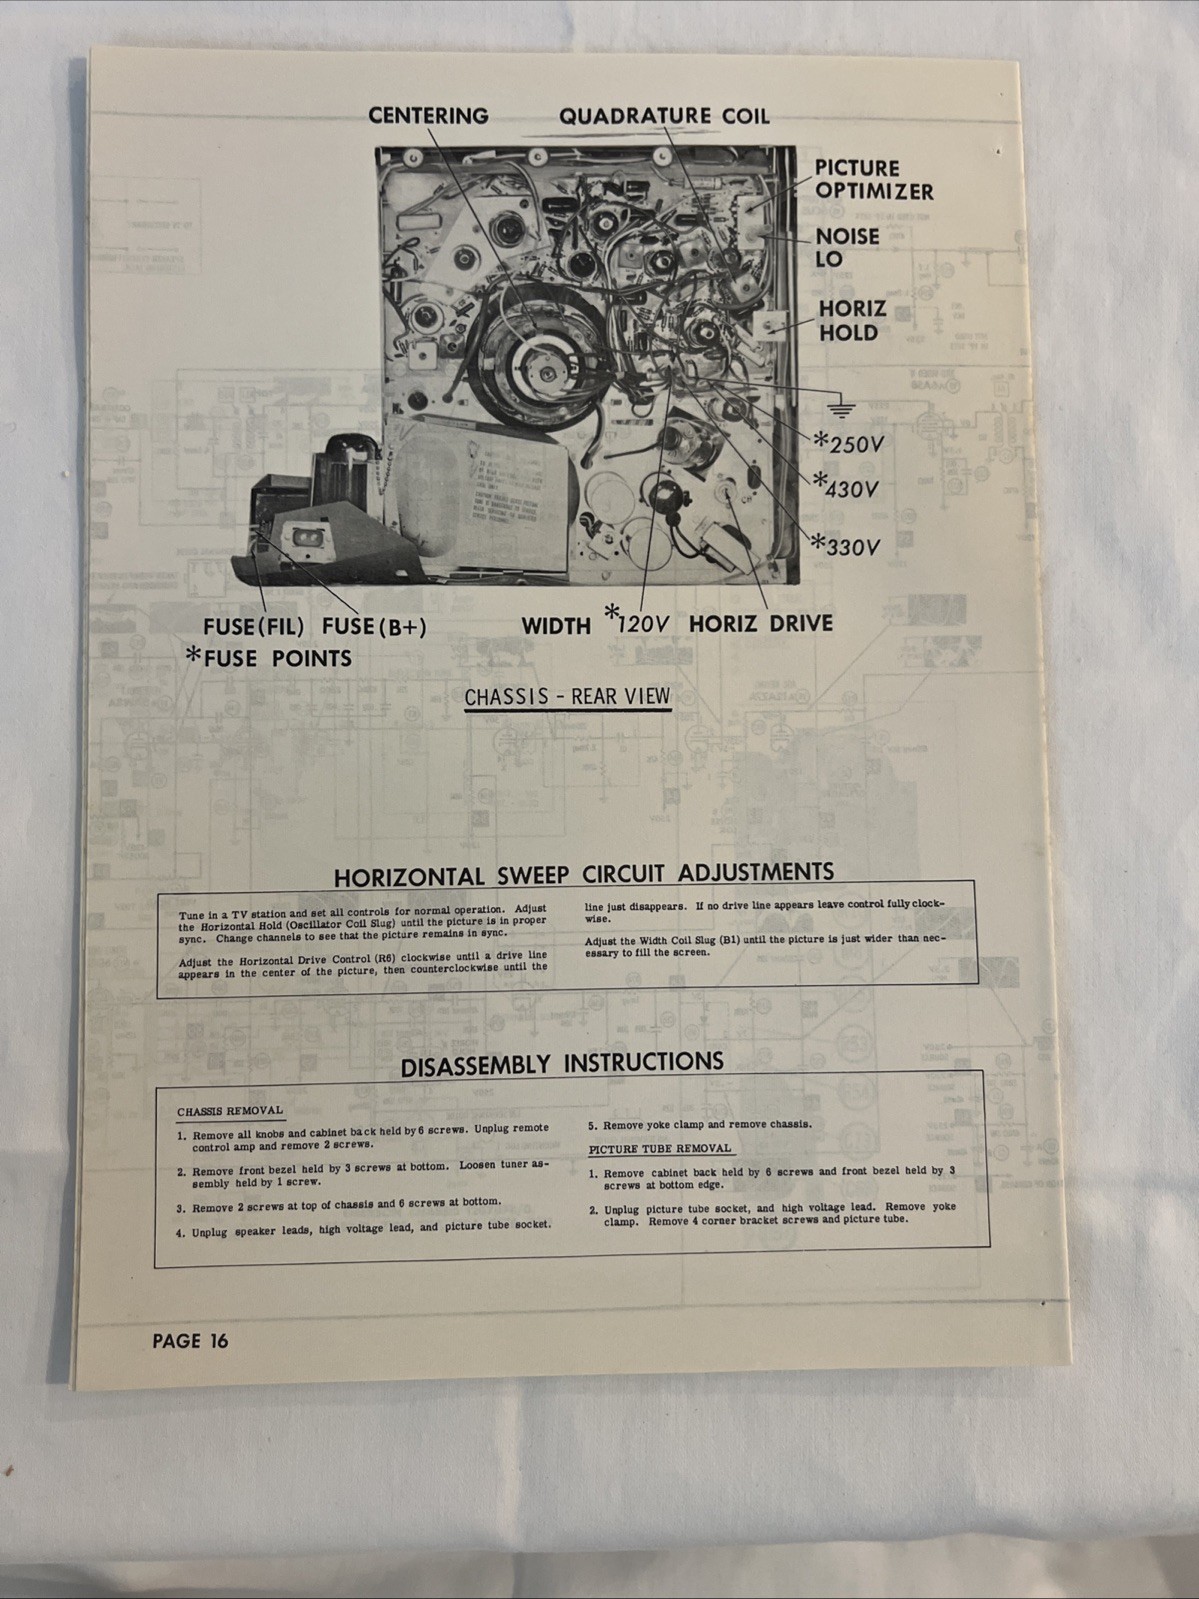 CENTERING
QUADRATURE COIL
PICTURE
OPTIMIZER
NOISE
LO
HORIZ
HOLD
*250V
*430V
*330V
FUSE(FIL) FUSE(B+)
WIDTH *120V HORIZ DRIVE
*FUSE POINTS
CHASSIS - REAR VIEW
HORIZONTAL SWEEP CIRCUIT ADJUSTMENTS
Tune in a TV station and set all controls for normal operation. Adjust
the Horizontal Hold (Oscillator Coil Slug) until the picture is in proper
sync. Change channels to see that the picture remains in sync.
Adjust the Horizontal Drive Control (R6) clockwise until a drive line
appears in the center of the picture, then counterclockwise until the
line just disappears. If no drive line appears leave control fully clock-
wise.
Adjust the Width Coil Slug (B1) until the picture is just wider than nec-
essary to fill the screen.
DISASSEMBLY INSTRUCTIONS
CHASSIS REMOVAL
1. Remove all knobs and cabinet back held by 6 screws. Unplug remote
control amp and remove 2 screws.
2. Remove front bezel held by 3 screws at bottom. Loosen tuner as-
sembly held by 1 screw.
3. Remove 2 screws at top of chassis and 6 screws at bottom.
4. Unplug speaker leads, high voltage lead, and picture tube socket.
5. Remove yoke clamp and remove chassis.
PICTURE TUBE REMOVAL
1. Remove cabinet back held by 6 screws and front bezel held by 3
screws at bottom edge.
2. Unplug picture tube socket, and high voltage lead. Remove yoke
clamp. Remove 4 corner bracket screws and picture tube.
PAGE 16